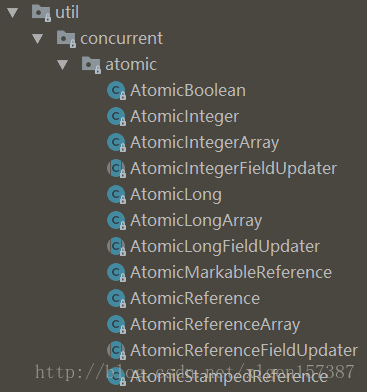 util
concurrent
atomic
AtomicBoolean
AtomicInteger
AtomicIntegerArray
AtomicIntegerFieldUpdater
AtomicLong
AtomicLongArray
AtomicLongFieldUpdater
AtomicMarkableReference
AtomicReference
AtomicReferenceArray
AtomicReferenceFieldUpdater
AtomicStampedReference